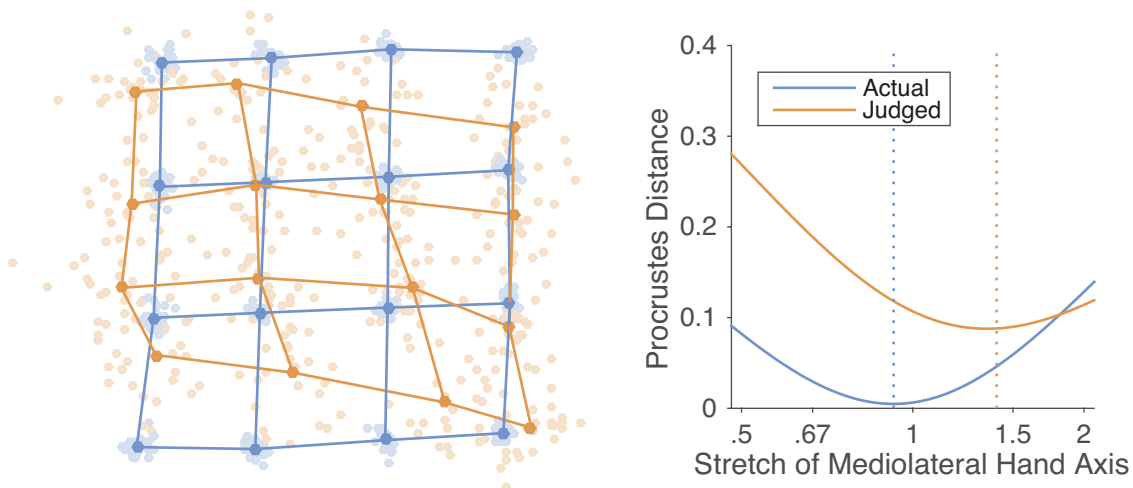 0.4
0.3
0.2
0.1
0
Procrustes Distance
Actual
Judged
.5 .67 1 1.5 2
Stretch of Mediolateral Hand Axis